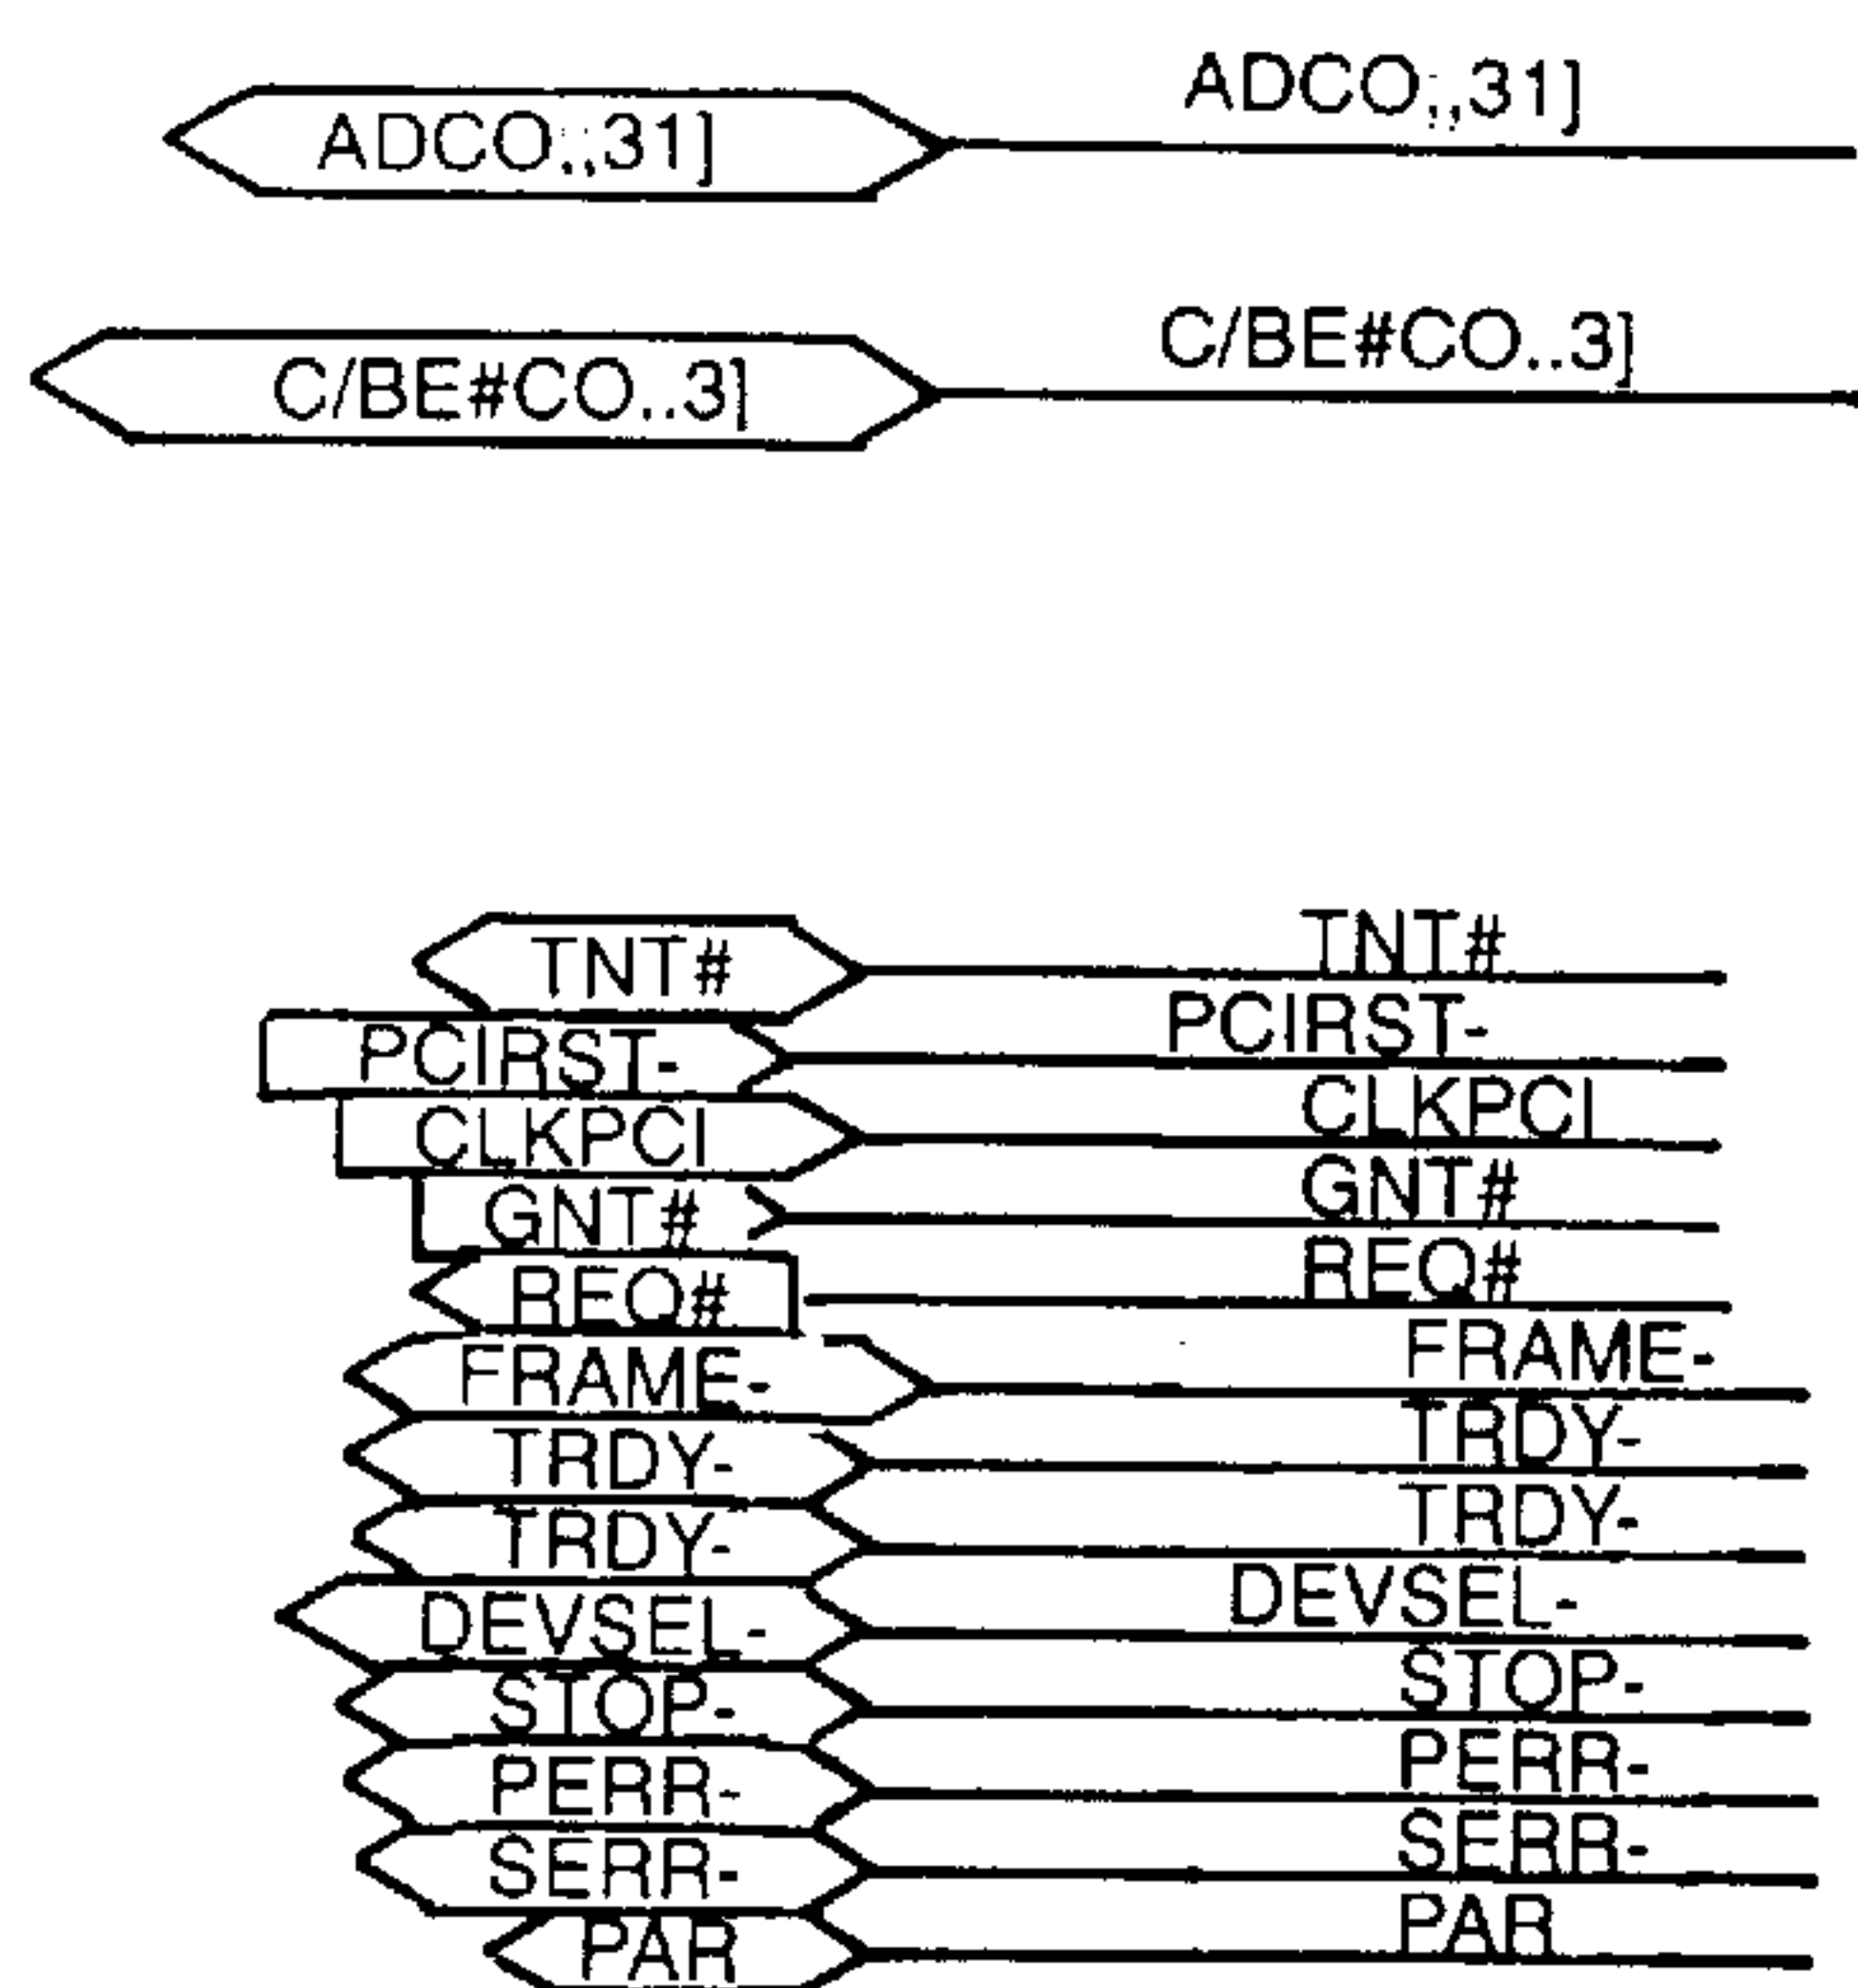 ADCO;,31] ADCO;,31]
C/BE#CO..3] C/BE#CO..3]
TNT# TNT#
PCIRST- PCIRST-
CLKPCI CLKPCI
GNT# GNT#
REQ# REQ#
FRAME- FRAME-
TRDY- TRDY-
TRDY- TRDY-
DEVSEL- DEVSEL-
STOP- STOP-
PERR- PERR-
SERR- SERR-
PAR PAR